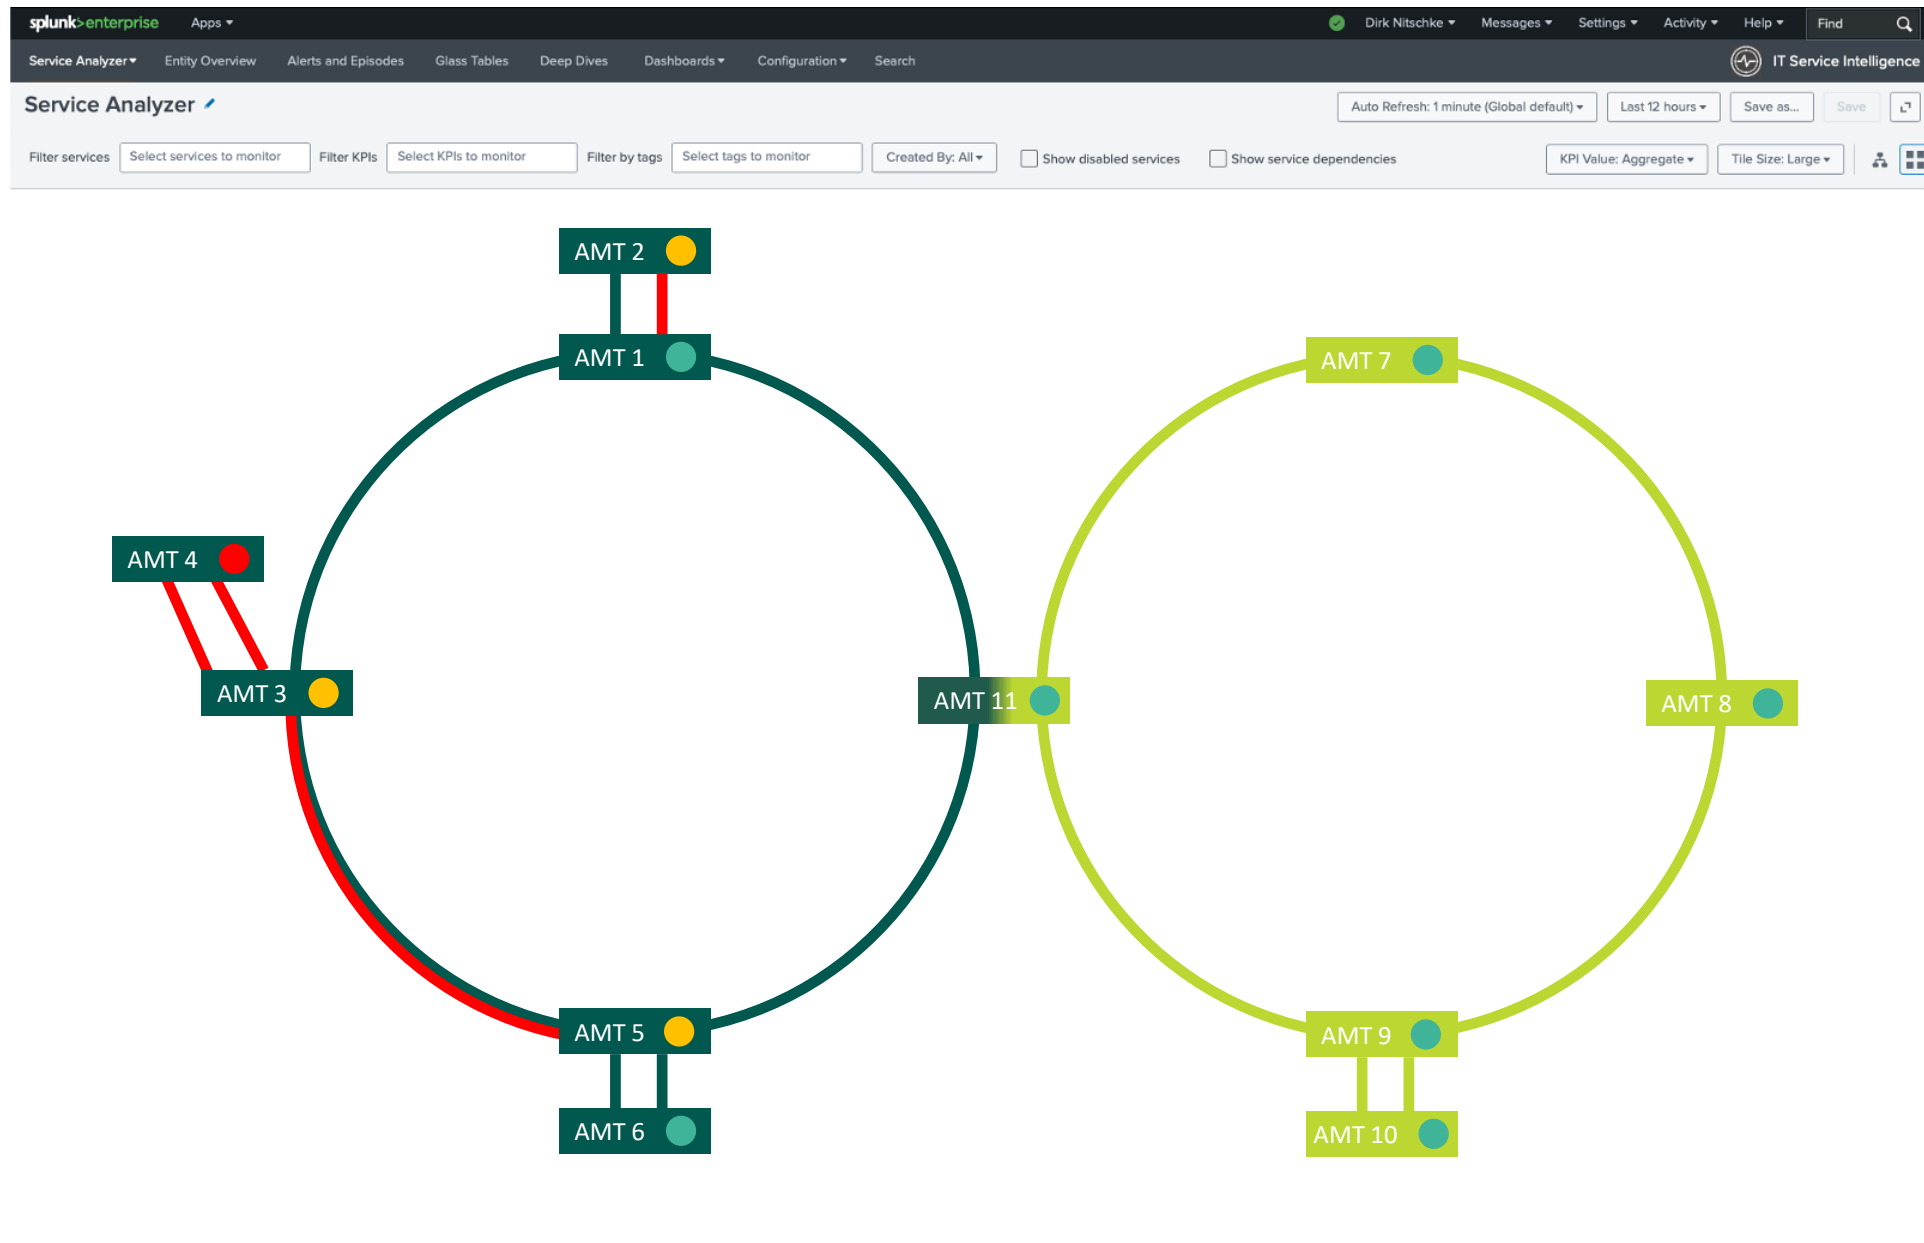 splunk>enterprise Apps Dirk Nitschke Messages Settings Activity Help Find
Service Analyzer Entity Overview Alerts and Episodes Glass Tables Deep Dives Dashboards Configuration Search IT Service Intelligence
Service Analyzer Auto Refresh: 1 minute (Global default) Last 12 hours Save as... Save
Filter services Select services to monitor Filter KPIs Select KPIs to monitor Filter by tags Select tags to monitor Created By: All Show disabled services Show service dependencies KPI Value: Aggregate Tile Size: Large
AMT 2
AMT 1
AMT 7
AMT 4
AMT 3
AMT 11
AMT 8
AMT 5
AMT 9
AMT 6
AMT 10